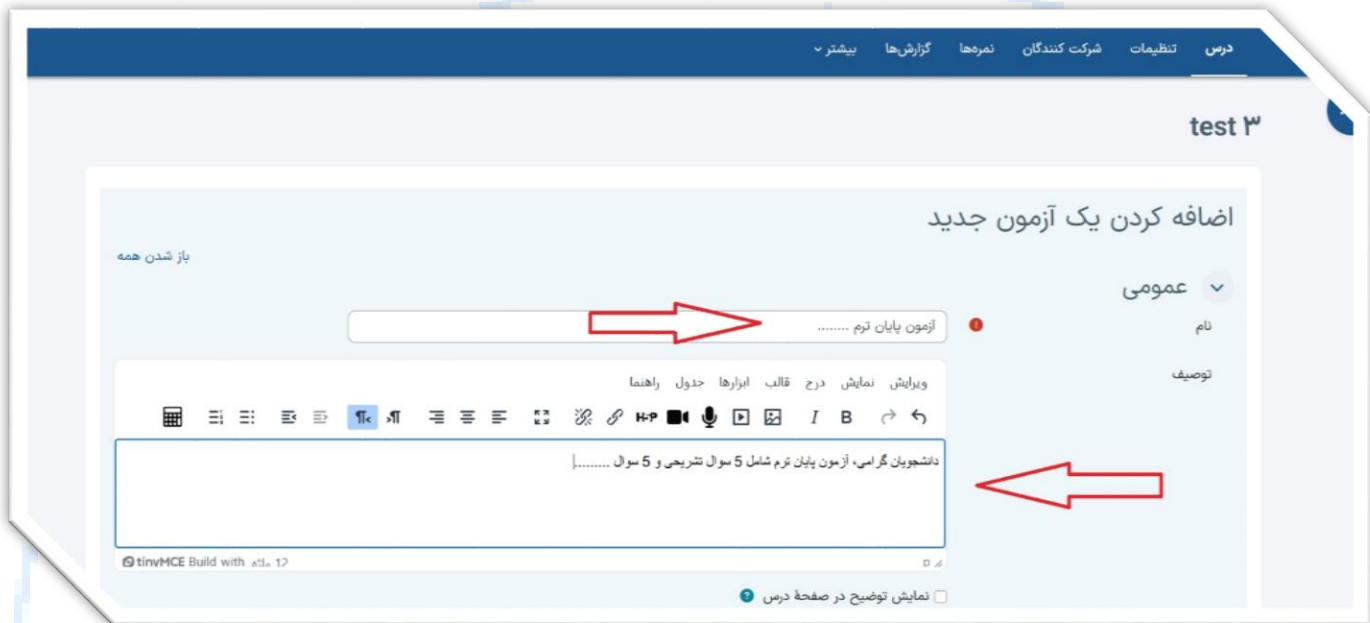 درس تنظیمات شرکت کنندگان نمره‌ها گزارش‌ها بیشتر
test ۳
اضافه کردن یک آزمون جدید
باز شدن همه
عمومی
نام
آزمون پایان ترم ........
توصیف
ویرایش نمایش درج قالب ابزارها جدول راهنما
B I H-P
دانشجویان گرامی، آزمون پایان ترم شامل 5 سوال تشریحی و 5 سوال .........
12 Build with tinyMCE
نمایش توضیح در صفحهٔ درس